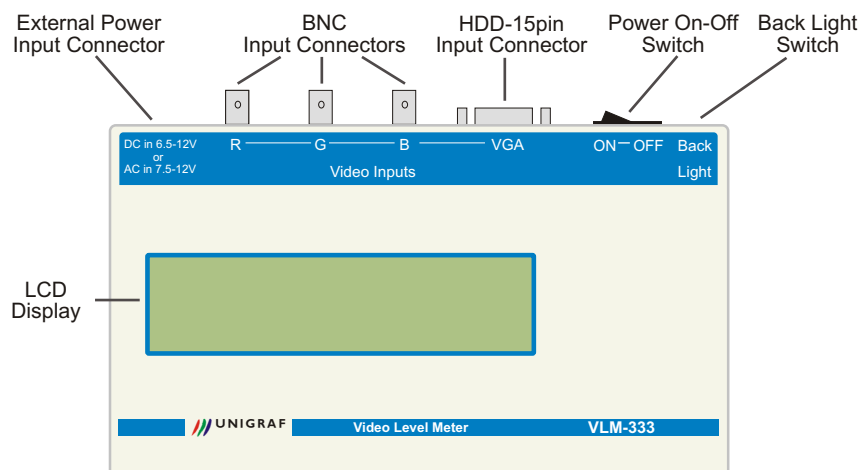 External Power
Input Connector
BNC
Input Connectors
HDD-15pin
Input Connector
Power On-Off
Switch
Back Light
Switch
DC in 6.5-12V
or
AC in 7.5-12V
R G B VGA
Video Inputs
ON OFF
Back
Light
LCD
Display
UNIGRAF
Video Level Meter
VLM-333